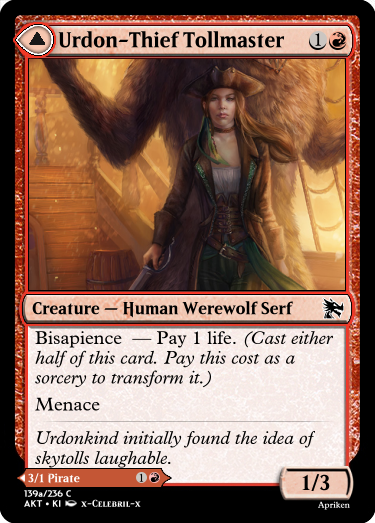 Urdon-Thief Tollmaster 1
Creature — Human Werewolf Serf
Bisapience — Pay 1 life. (Cast either
half of this card. Pay this cost as a
sorcery to transform it.)
Menace
Urdonkind initially found the idea of
skytolls laughable.
3/1 Pirate 1
1/3
139a/236 C
AKT • KI x-Celebril-x
Apriken